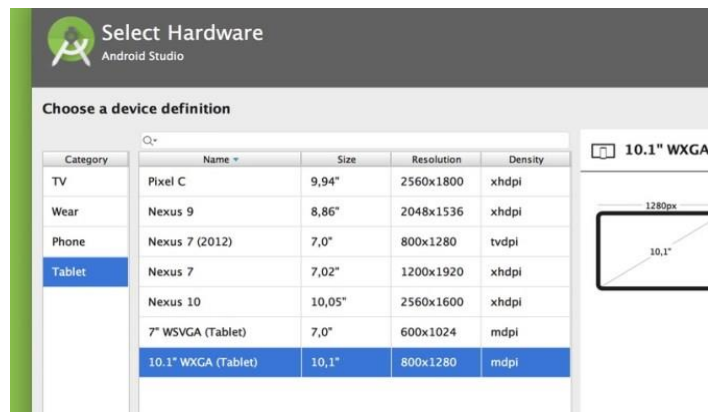 Select Hardware
Android Studio
Choose a device definition
Category
Name Size Resolution Density
TV
Wear
Phone
Tablet
Pixel C 9,94" 2560x1800 xhdpi
Nexus 9 8,86" 2048x1536 xhdpi
Nexus 7 (2012) 7,0" 800x1280 tvdpi
Nexus 7 7,02" 1200x1920 xhdpi
Nexus 10 10,05" 2560x1600 xhdpi
7" WSVGA (Tablet) 7,0" 600x1024 mdpi
10.1" WXGA (Tablet) 10,1" 800x1280 mdpi
10.1" WXGA
1280px
10,1"